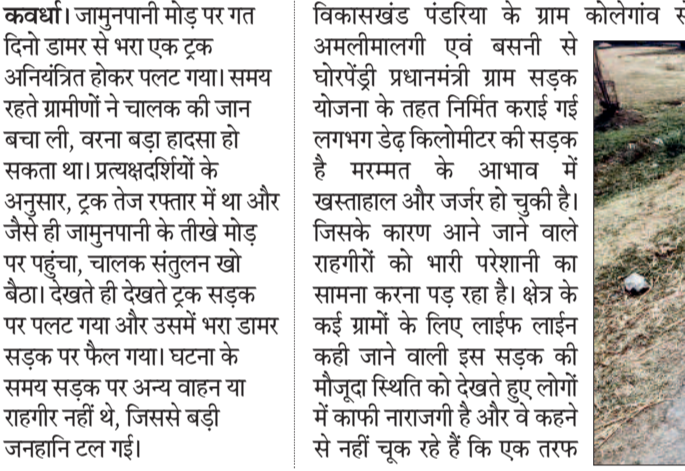 कवर्धा। जामुनपानी मोड़ पर गत
दिनो डामर से भरा एक ट्रक
अनियंत्रित होकर पलट गया। समय
रहते ग्रामीणों ने चालक की जान
बचा ली, वरना बड़ा हादसा हो
सकता था। प्रत्यक्षदर्शियों के
अनुसार, ट्रक तेज रफ्तार में था और
जैसे ही जामुनपानी के तीखे मोड़
पर पहुंचा, चालक संतुलन खो
बैठा। देखते ही देखते ट्रक सड़क
पर पलट गया और उसमें भरा डामर
सड़क पर फैल गया। घटना के
समय सड़क पर अन्य वाहन या
राहगीर नहीं थे, जिससे बड़ी
जनहानि टल गई।
विकासखंड पंडरिया के ग्राम कोलेगांव
अमलीमालगी एवं बसनी से
घोरपेंड्री प्रधानमंत्री ग्राम सड़क
योजना के तहत निर्मित कराई गई
लगभग डेढ़ किलोमीटर की सड़क
है मरम्मत के आभाव में
खस्ताहाल और जर्जर हो चुकी है।
जिसके कारण आने जाने वाले
राहगीरों को भारी परेशानी का
सामना करना पड़ रहा है। क्षेत्र के
कई ग्रामों के लिए लाईफ लाईन
कही जाने वाली इस सड़क की
मौजूदा स्थिति को देखते हुए लोगों
में काफी नाराजगी है और वे कहने
से नहीं चूक रहे हैं कि एक तरफ